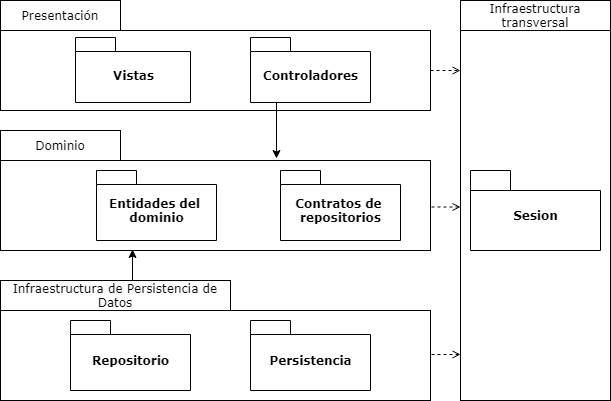 Presentación
Infraestructura
transversal
Vistas
Controladores
Dominio
Entidades del
dominio
Contratos de
repositorios
Sesion
Infraestructura de Persistencia de
Datos
Repositorio
Persistencia